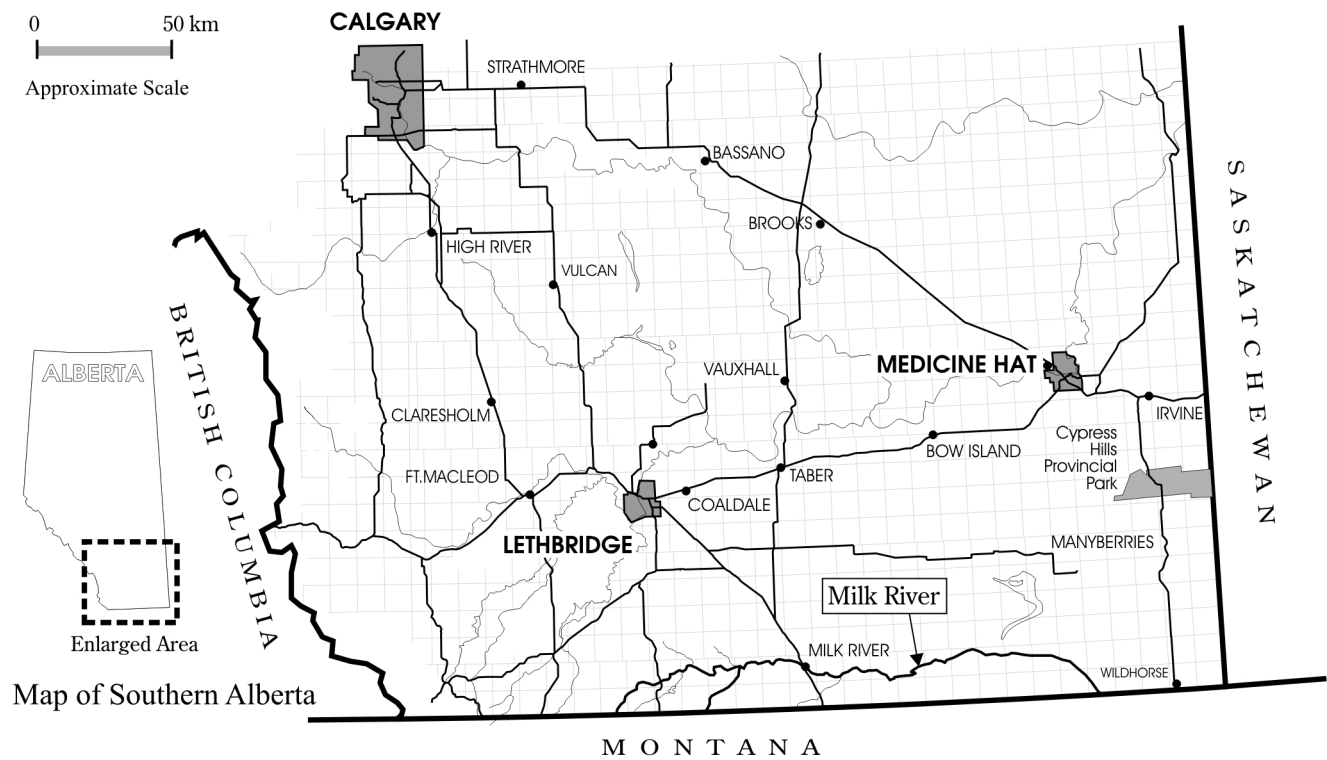 0 50 km
Approximate Scale
CALGARY
STRATHMORE
BASSANO
BROOKS
HIGH RIVER
VULCAN
SASKATCHEWAN
BRITISH COLUMBIA
ALBERTA
VAUXHALL
MEDICINE HAT
CLARESHOLM
IRVINE
BOW ISLAND
Cypress
Hills
Provincial
Park
FT.MACLEOD
TABER
COALDALE
LETHBRIDGE
MANYBERRIES
Milk River
Enlarged Area
MILK RIVER
WILDHORSE
Map of Southern Alberta
MONTANA